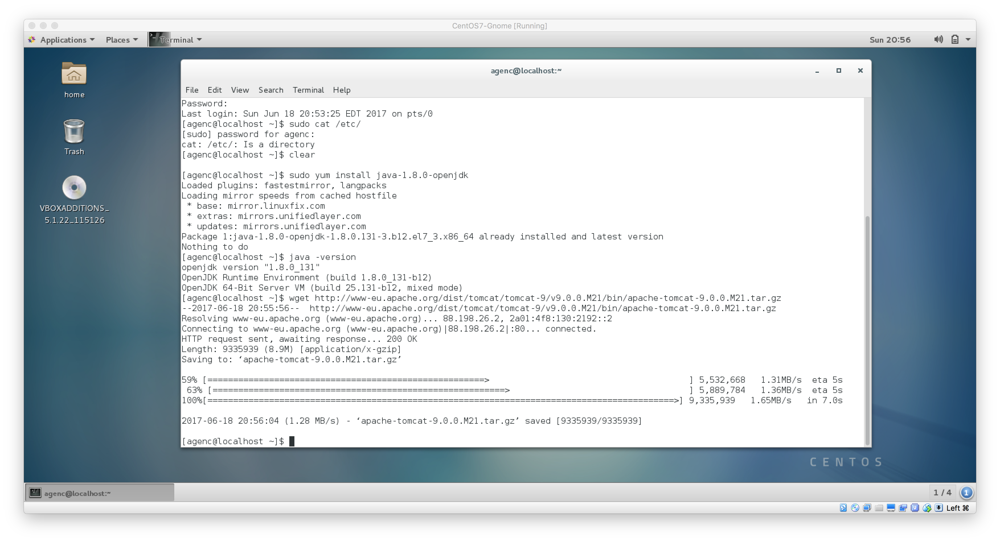 CentOS7-Gnome [Running]
Applications Places Terminal Sun 20:56
home
Trash
VBOXADDITIONS_
5.1.22_115126
agenc@localhost:~
File Edit View Search Terminal Help
Password:
Last login: Sun Jun 18 20:53:25 EDT 2017 on pts/0
[agenc@localhost ~]$ sudo cat /etc/
[sudo] password for agenc:
cat: /etc/: Is a directory
[agenc@localhost ~]$ clear
[agenc@localhost ~]$ sudo yum install java-1.8.0-openjdk
Loaded plugins: fastestmirror, langpacks
Loading mirror speeds from cached hostfile
 * base: mirror.linuxfix.com
 * extras: mirrors.unifiedlayer.com
 * updates: mirrors.unifiedlayer.com
Package 1:java-1.8.0-openjdk-1.8.0.131-3.b12.el7_3.x86_64 already installed and latest version
Nothing to do
[agenc@localhost ~]$ java -version
openjdk version "1.8.0_131"
OpenJDK Runtime Environment (build 1.8.0_131-b12)
OpenJDK 64-Bit Server VM (build 25.131-b12, mixed mode)
[agenc@localhost ~]$ wget http://www-eu.apache.org/dist/tomcat/tomcat-9/v9.0.0.M21/bin/apache-tomcat-9.0.0.M21.tar.gz
--2017-06-18 20:55:56--  http://www-eu.apache.org/dist/tomcat/tomcat-9/v9.0.0.M21/bin/apache-tomcat-9.0.0.M21.tar.gz
Resolving www-eu.apache.org (www-eu.apache.org)... 88.198.26.2, 2a01:4f8:130:2192::2
Connecting to www-eu.apache.org (www-eu.apache.org)|88.198.26.2|:80... connected.
HTTP request sent, awaiting response... 200 OK
Length: 9335939 (8.9M) [application/x-gzip]
Saving to: ‘apache-tomcat-9.0.0.M21.tar.gz’
59% [======================================================>                                       ] 5,532,668   1.31MB/s  eta 5s
 63% [=========================================================>                                   ] 5,889,784   1.36MB/s  eta 5s
100%[===========================================================================================>] 9,335,939   1.65MB/s   in 7.0s
2017-06-18 20:56:04 (1.28 MB/s) - ‘apache-tomcat-9.0.0.M21.tar.gz’ saved [9335939/9335939]
[agenc@localhost ~]$
CENTOS
agenc@localhost:~ 1 / 4 1
Left ⌘